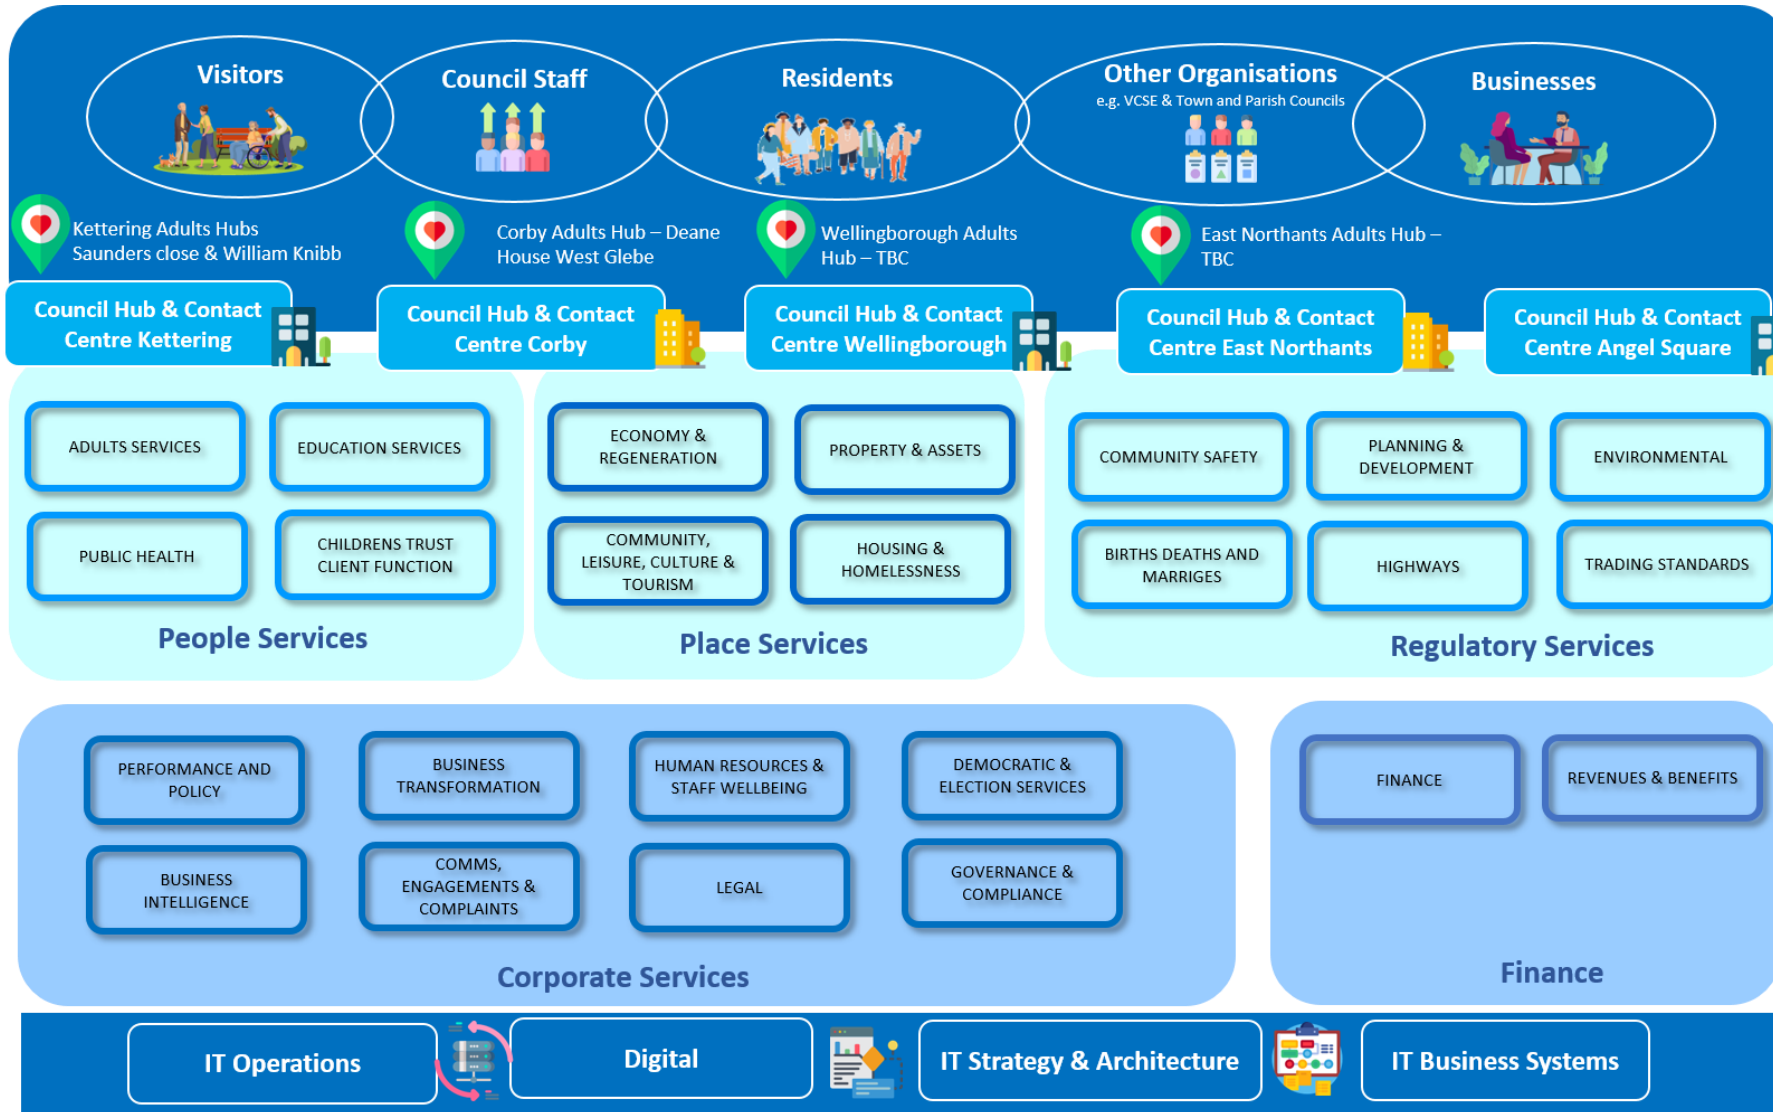 Visitors
Council Staff
Residents
Other Organisations
e.g. VCSE & Town and Parish Councils
Businesses
Kettering Adults Hubs
Saunders close & William Knibb
Corby Adults Hub – Deane
House West Glebe
Wellingborough Adults
Hub – TBC
East Northants Adults Hub –
TBC
Council Hub & Contact
Centre Kettering
Council Hub & Contact
Centre Corby
Council Hub & Contact
Centre Wellingborough
Council Hub & Contact
Centre East Northants
Council Hub & Contact
Centre Angel Square
ADULTS SERVICES
EDUCATION SERVICES
PUBLIC HEALTH
CHILDRENS TRUST
CLIENT FUNCTION
People Services
ECONOMY &
REGENERATION
PROPERTY & ASSETS
COMMUNITY,
LEISURE, CULTURE &
TOURISM
HOUSING &
HOMELESSNESS
Place Services
COMMUNITY SAFETY
PLANNING &
DEVELOPMENT
ENVIRONMENTAL
BIRTHS DEATHS AND
MARRIGES
HIGHWAYS
TRADING STANDARDS
Regulatory Services
PERFORMANCE AND
POLICY
BUSINESS
TRANSFORMATION
HUMAN RESOURCES &
STAFF WELLBEING
DEMOCRATIC &
ELECTION SERVICES
BUSINESS
INTELLIGENCE
COMMS,
ENGAGEMENTS &
COMPLAINTS
LEGAL
GOVERNANCE &
COMPLIANCE
Corporate Services
FINANCE
REVENUES & BENEFITS
Finance
IT Operations
Digital
IT Strategy & Architecture
IT Business Systems